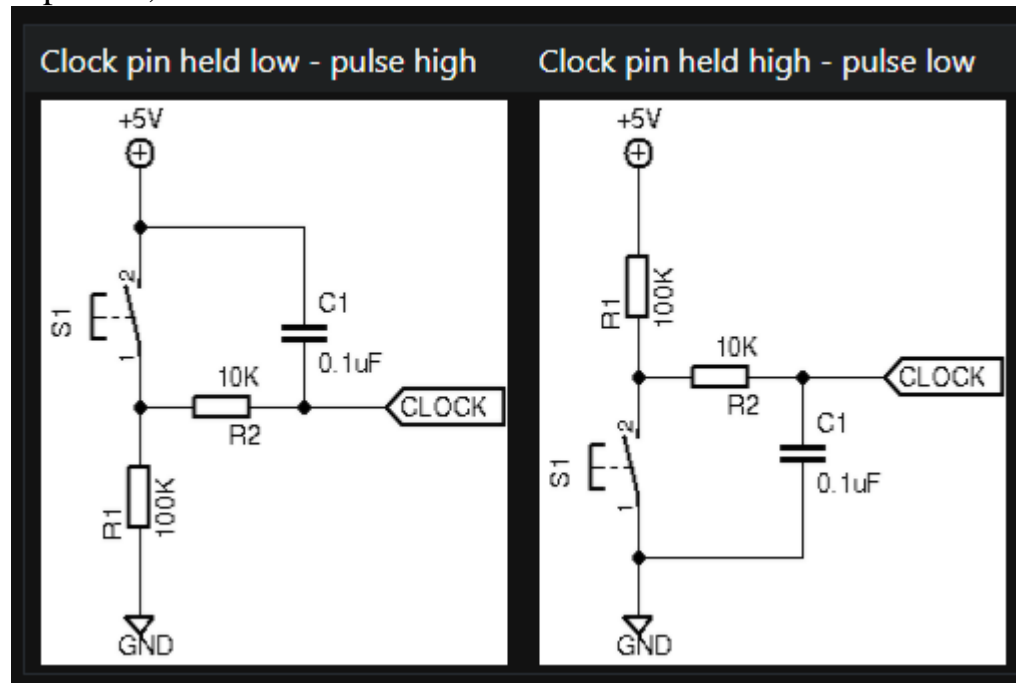 Clock pin held low - pulse high
+5V
S1
2
1
C1
0.1uF
10K
R2
CLOCK
R1
100K
GND
Clock pin held high - pulse low
+5V
R1
100K
10K
R2
CLOCK
C1
0.1uF
S1
2
1
GND